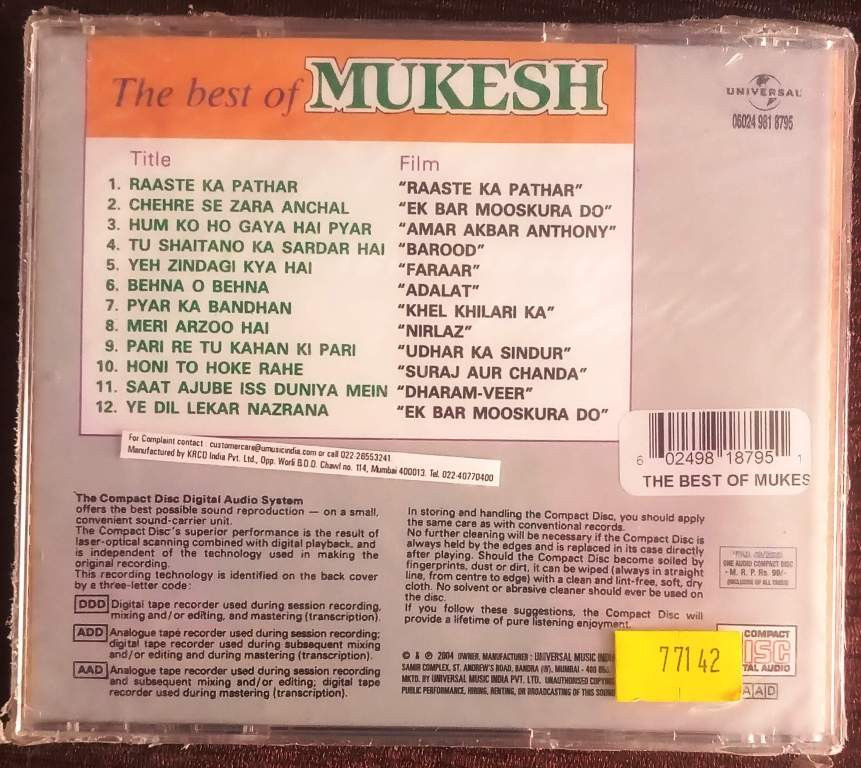 The best of MUKESH
UNIVERSAL
06024 981 8795
Title Film
1. RAASTE KA PATHAR "RAASTE KA PATHAR"
2. CHEHRE SE ZARA ANCHAL "EK BAR MOOSKURA DO"
3. HUM KO HO GAYA HAI PYAR "AMAR AKBAR ANTHONY"
4. TU SHAITANO KA SARDAR HAI "BAROOD"
5. YEH ZINDAGI KYA HAI "FARAAR"
6. BEHNA O BEHNA "ADALAT"
7. PYAR KA BANDHAN "KHEL KHILARI KA"
8. MERI ARZOO HAI "NIRLAZ"
9. PARI RE TU KAHAN KI PARI "UDHAR KA SINDUR"
10. HONI TO HOKE RAHE "SURAJ AUR CHANDA"
11. SAAT AJUBE ISS DUNIYA MEIN "DHARAM-VEER"
12. YE DIL LEKAR NAZRANA "EK BAR MOOSKURA DO"
For Complaint contact : customercare@umusicindia.com or call 022 26553241
Manufactured by KRCD India Pvt. Ltd., Opp. Worli B.D.D. Chawl no. 114, Mumbai 400013. Tel. 022-40770400
6 02498 18795 1
THE BEST OF MUKES
The Compact Disc Digital Audio System
offers the best possible sound reproduction — on a small,
convenient sound-carrier unit.
The Compact Disc's superior performance is the result of
laser-optical scanning combined with digital playback, and
is independent of the technology used in making the
original recording.
This recording technology is identified on the back cover
by a three-letter code:
DDD Digital tape recorder used during session recording,
mixing and/or editing, and mastering (transcription).
ADD Analogue tape recorder used during session recording;
digital tape recorder used during subsequent mixing
and/or editing and during mastering (transcription).
AAD Analogue tape recorder used during session recording
and subsequent mixing and/or editing; digital tape
recorder used during mastering (transcription).
In storing and handling the Compact Disc, you should apply
the same care as with conventional records.
No further cleaning will be necessary if the Compact Disc is
always held by the edges and is replaced in its case directly
after playing. Should the Compact Disc become soiled by
fingerprints, dust or dirt, it can be wiped (always in straight
line, from centre to edge) with a clean and lint-free, soft, dry
cloth. No solvent or abrasive cleaner should ever be used on
the disc.
If you follow these suggestions, the Compact Disc will
provide a lifetime of pure listening enjoyment.
ONE AUDIO COMPACT DISC
- M. R. P. Rs. 99/-
(INCLUSIVE OF ALL TAXES)
© & ℗ 2004 OWNER, MANUFACTURER : UNIVERSAL MUSIC
SAMIR COMPLEX, ST. ANDREW'S ROAD, BANDRA (W), MUMBAI - 400
MKTD. BY UNIVERSAL MUSIC INDIA PVT. LTD. UNAUTHORISED
PUBLIC PERFORMANCE, HIRING, RENTING, OR BROADCASTING OF THIS
77142
COMPACT
DISC
TAL AUDIO
AAD